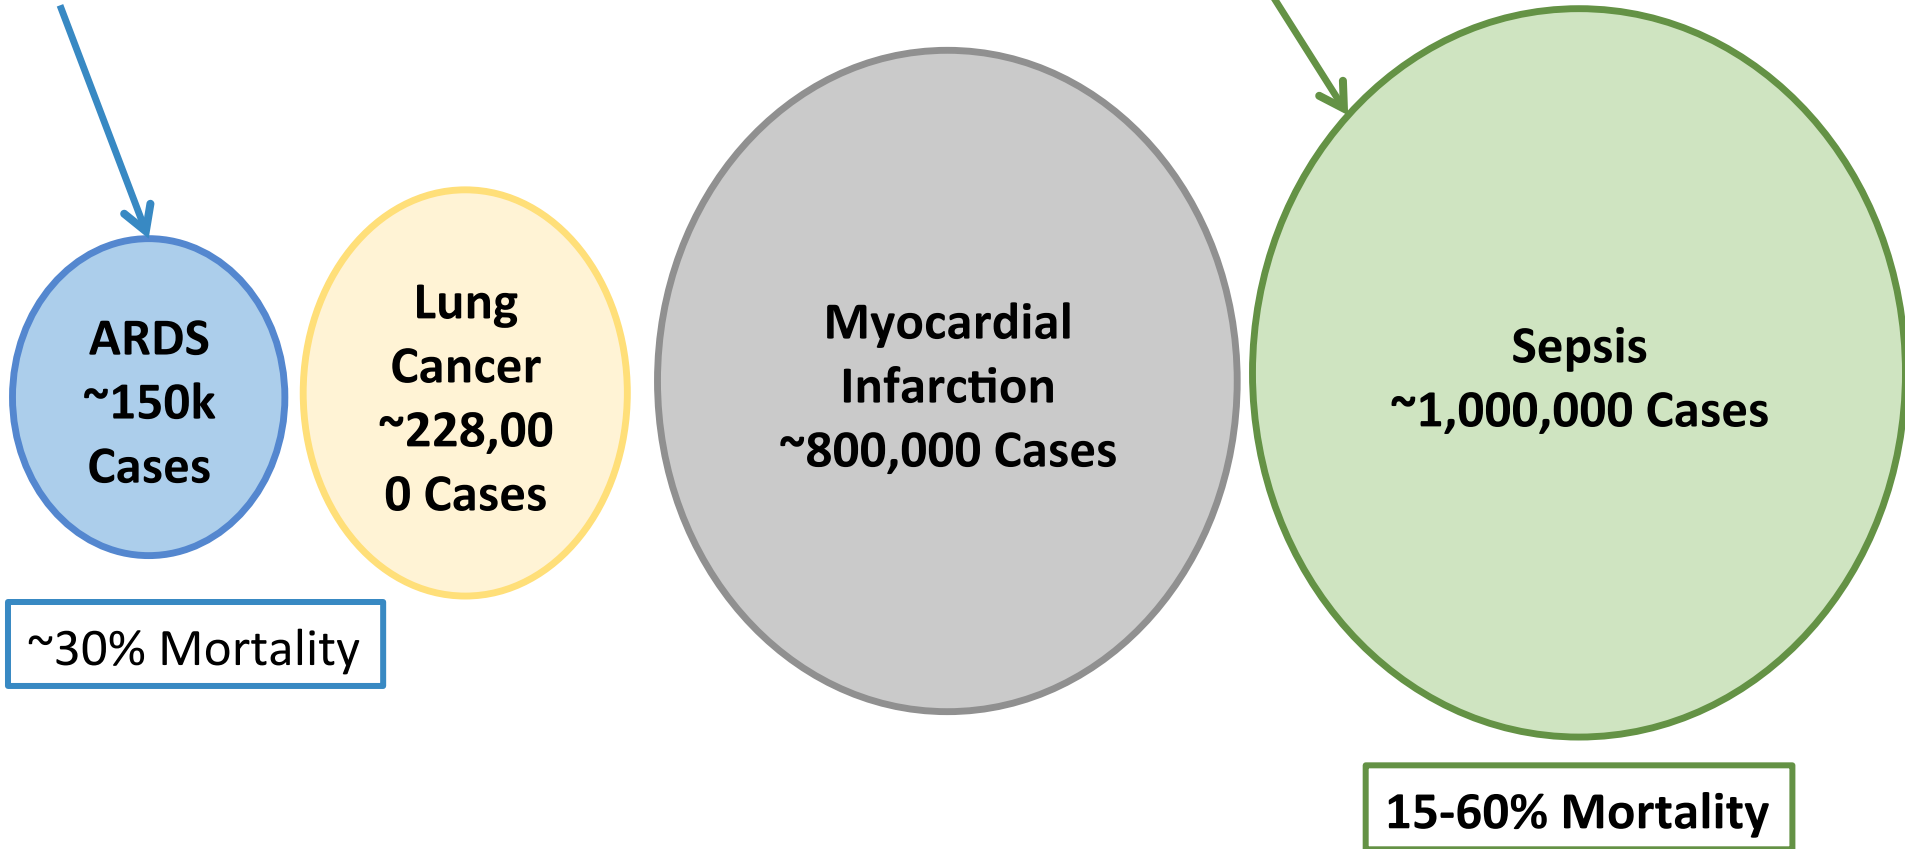 ARDS
~150k
Cases
Lung
Cancer
~228,00
0 Cases
Myocardial
Infarction
~800,000 Cases
Sepsis
~1,000,000 Cases
~30% Mortality
15-60% Mortality